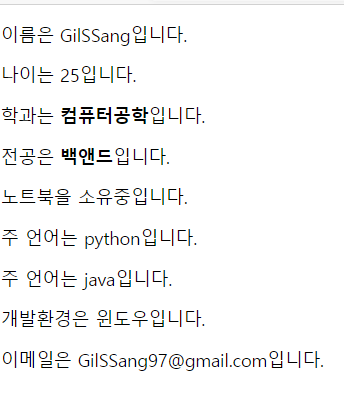 이름은 GilSSang입니다.
나이는 25입니다.
학과는 컴퓨터공학입니다.
전공은 백앤드입니다.
노트북을 소유중입니다.
주 언어는 python입니다.
주 언어는 java입니다.
개발환경은 윈도우입니다.
이메일은 GilSSang97@gmail.com입니다.